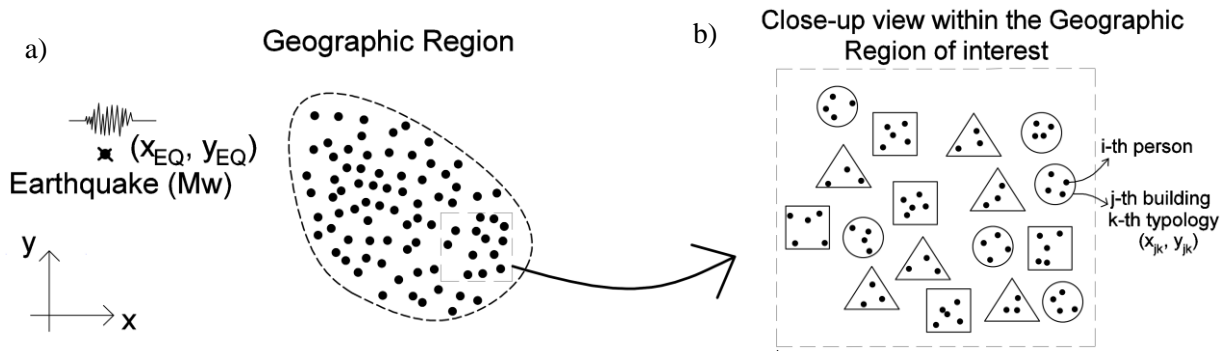 a)
Geographic Region
(xEQ, yEQ)
Earthquake (Mw)
y
x
b)
Close-up view within the Geographic
Region of interest
i-th person
j-th building
k-th typology
(xjk, yjk)